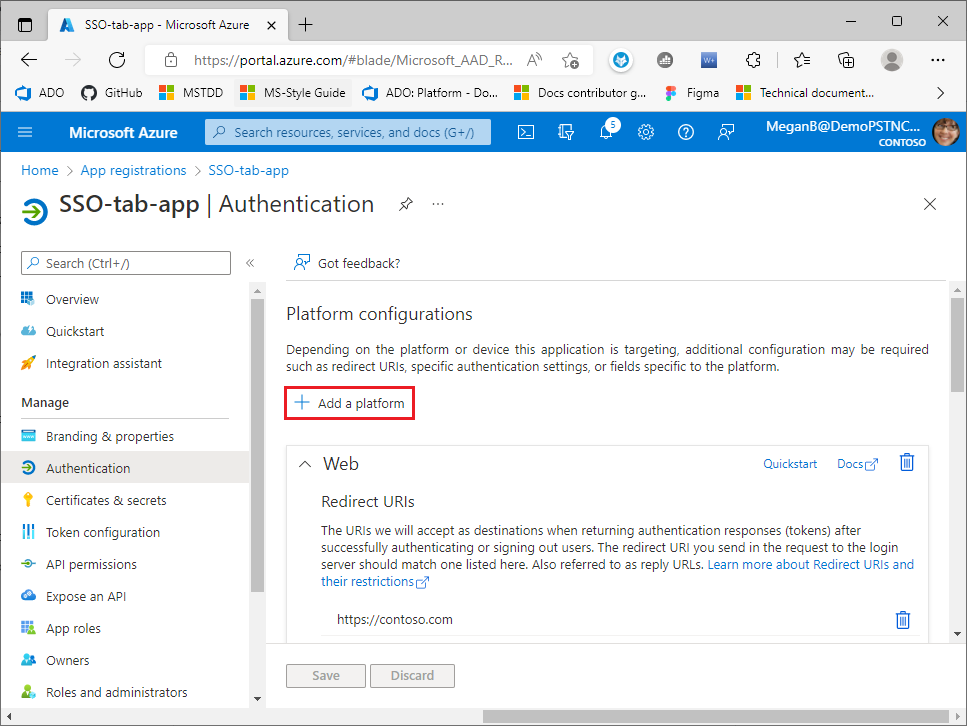 SSO-tab-app - Microsoft Azure
https://portal.azure.com/#blade/Microsoft_AAD_R...
ADO
GitHub
MSTDD
MS-Style Guide
ADO: Platform - Do...
Docs contributor g...
Figma
Technical document...
Microsoft Azure
Search resources, services, and docs (G+/)
5
MeganB@DemoPSTNC...
CONTOSO
Home > App registrations > SSO-tab-app
SSO-tab-app | Authentication
Search (Ctrl+/)
Got feedback?
Overview
Quickstart
Integration assistant
Manage
Branding & properties
Authentication
Certificates & secrets
Token configuration
API permissions
Expose an API
App roles
Owners
Roles and administrators
Platform configurations
Depending on the platform or device this application is targeting, additional configuration may be required
such as redirect URIs, specific authentication settings, or fields specific to the platform.
Add a platform
Web
Quickstart
Docs
Redirect URIs
The URIs we will accept as destinations when returning authentication responses (tokens) after
successfully authenticating or signing out users. The redirect URI you send in the request to the login
server should match one listed here. Also referred to as reply URLs. Learn more about Redirect URIs and
their restrictions
https://contoso.com
Save
Discard